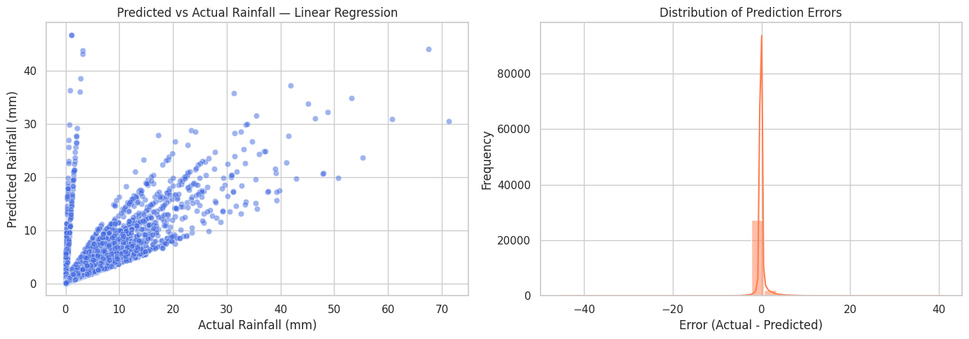 Predicted vs Actual Rainfall — Linear Regression
Predicted Rainfall (mm)
40
30
20
10
0
0 10 20 30 40 50 60 70
Actual Rainfall (mm)
Distribution of Prediction Errors
Frequency
80000
60000
40000
20000
0
−40 −20 0 20 40
Error (Actual - Predicted)